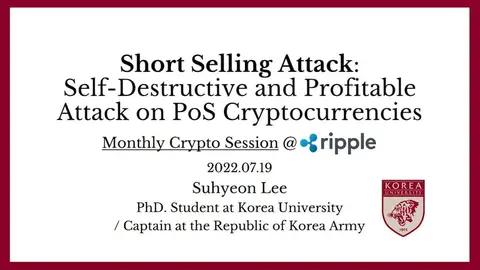 Short Selling Attack:
Self-Destructive and Profitable
Attack on PoS Cryptocurrencies
Monthly Crypto Session @ ripple
2022.07.19
Suhyeon Lee
PhD. Student at Korea University
/ Captain at the Republic of Korea Army
KOREA
UNIVERSITY
1905